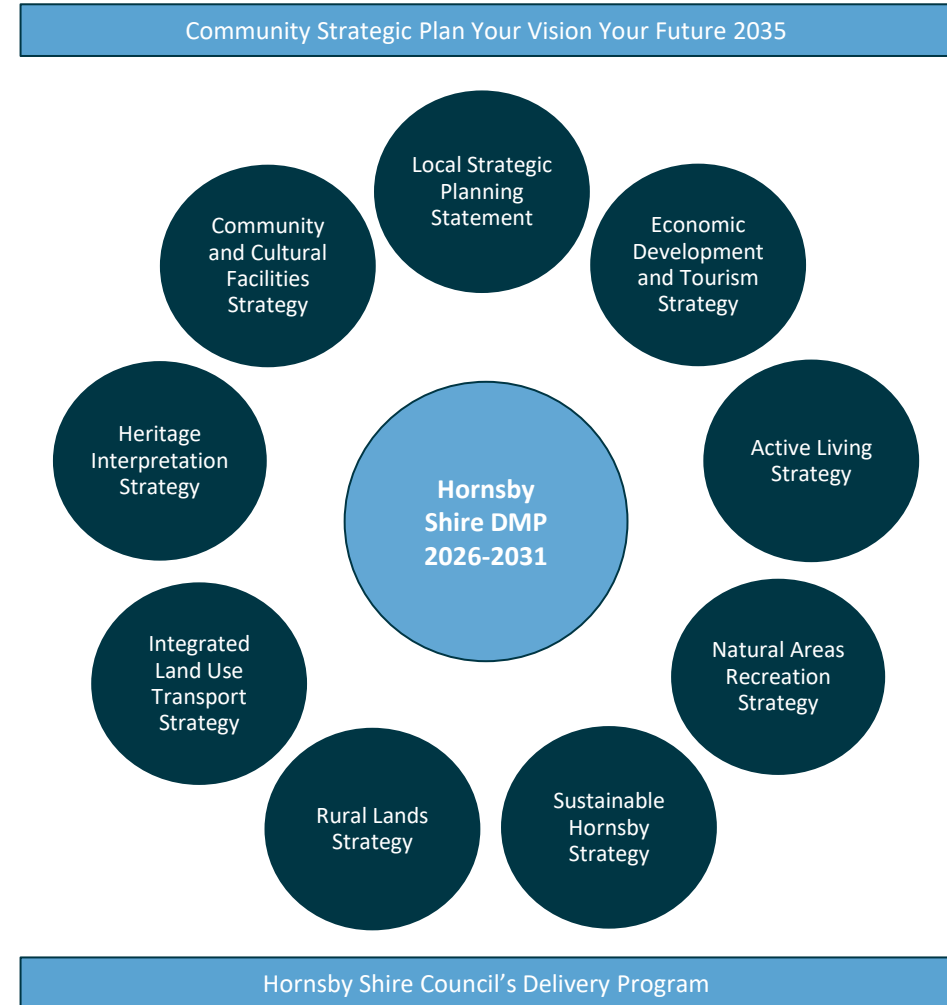 Community Strategic Plan Your Vision Your Future 2035
Local Strategic
Planning
Statement
Economic
Development
and Tourism
Strategy
Active Living
Strategy
Natural Areas
Recreation
Strategy
Sustainable
Hornsby
Strategy
Rural Lands
Strategy
Integrated
Land Use
Transport
Strategy
Heritage
Interpretation
Strategy
Community
and Cultural
Facilities
Strategy
Hornsby
Shire DMP
2026-2031
Hornsby Shire Council’s Delivery Program